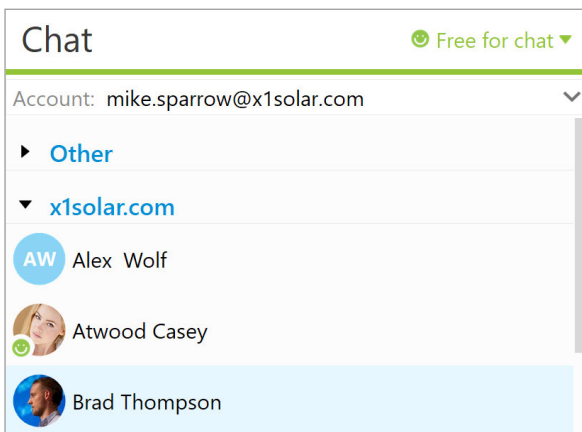 Chat
Free for chat
Account: mike.sparrow@x1solar.com
Other
x1solar.com
AW Alex Wolf
Atwood Casey
Brad Thompson